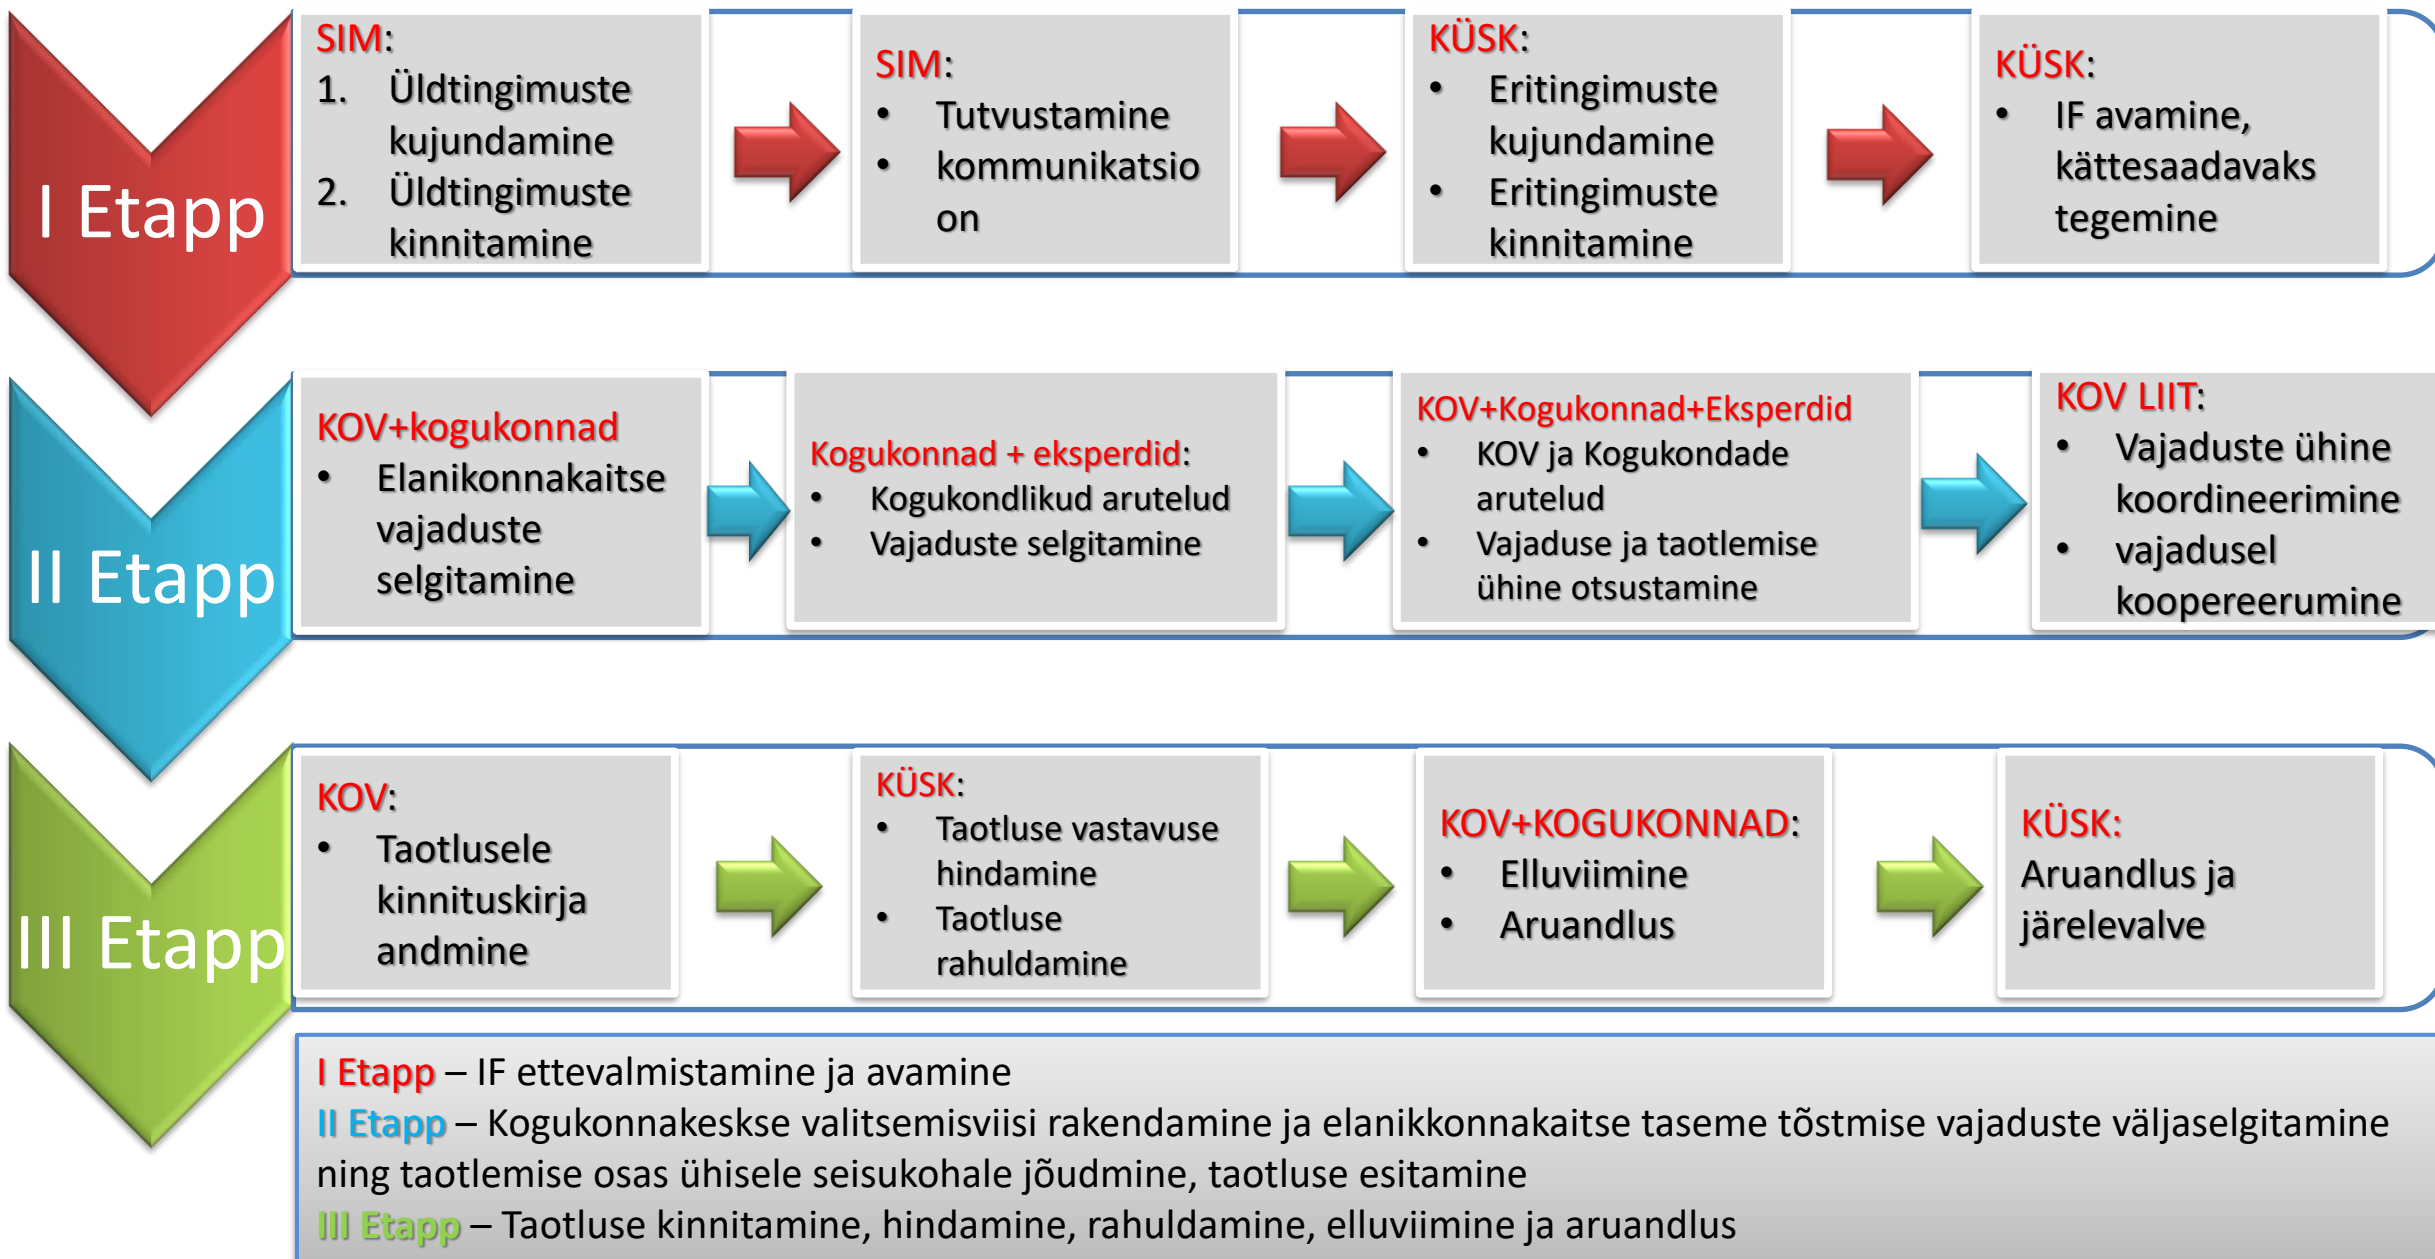 I Etapp
SIM:
1. Üldtingimuste
kujundamine
2. Üldtingimuste
kinnitamine
SIM:
• Tutvustamine
• kommunikatsio
on
KÜSK:
• Eritingimuste
kujundamine
• Eritingimuste
kinnitamine
KÜSK:
• IF avamine,
kättesaadavaks
tegemine
II Etapp
KOV+kogukonnad
• Elanikonnakaitse
vajaduste
selgitamine
Kogukonnad + eksperdid:
• Kogukondlikud arutelud
• Vajaduste selgitamine
KOV+Kogukonnad+Eksperdid
• KOV ja Kogukondade
arutelud
• Vajaduse ja taotlemise
ühine otsustamine
KOV LIIT:
• Vajaduste ühine
koordineerimine
• vajadusel
koopereerumine
III Etapp
KOV:
• Taotlusele
kinnituskirja
andmine
KÜSK:
• Taotluse vastavuse
hindamine
• Taotluse
rahuldamine
KOV+KOGUKONNAD:
• Elluviimine
• Aruandlus
KÜSK:
Aruandlus ja
järelevalve
I Etapp – IF ettevalmistamine ja avamine
II Etapp – Kogukonnakeskse valitsemisviisi rakendamine ja elanikkonnakaitse taseme tõstmise vajaduste väljaselgitamine
ning taotlemise osas ühisele seisukohale jõudmine, taotluse esitamine
III Etapp – Taotluse kinnitamine, hindamine, rahuldamine, elluviimine ja aruandlus